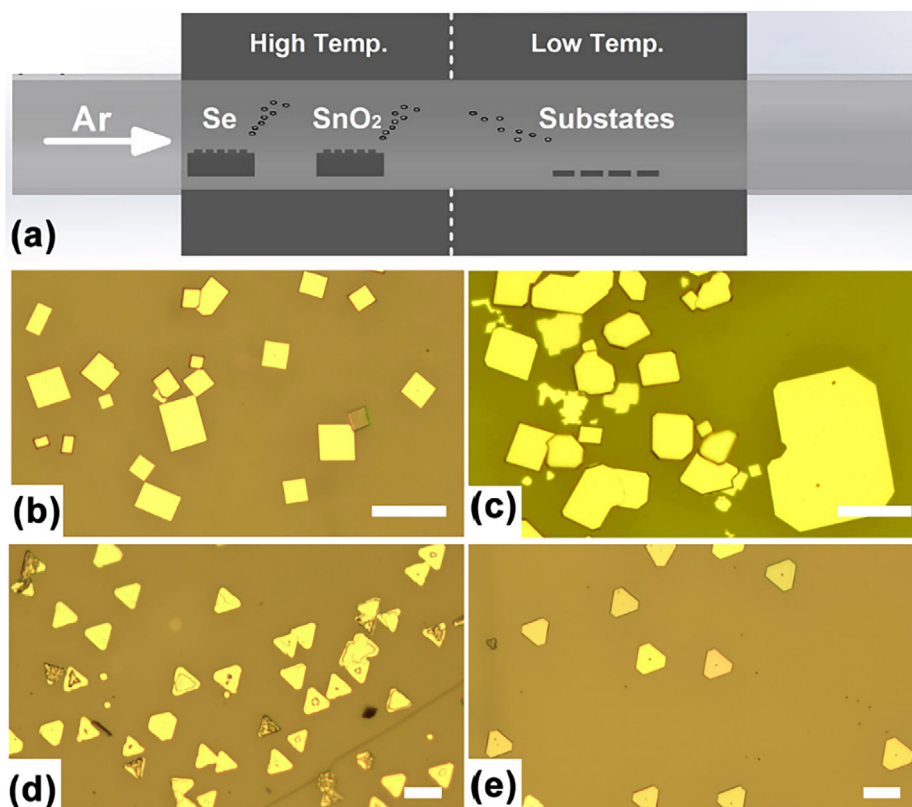 High Temp. Low Temp.
Ar Se SnO₂ Substates
(a)
(b) (c)
(d) (e)